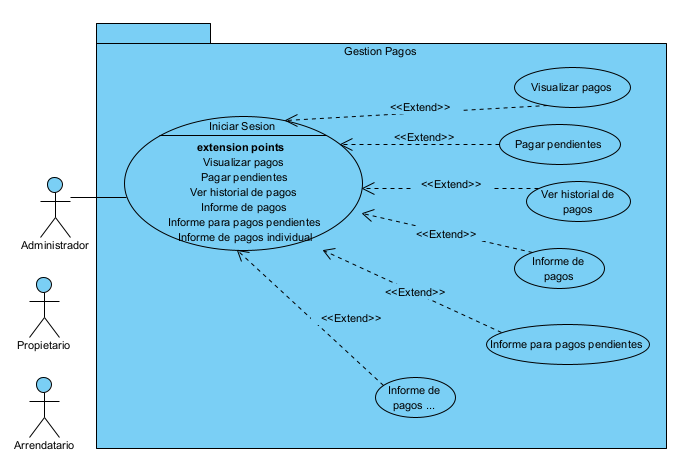 Gestion Pagos
Visualizar pagos
<<Extend>>
Iniciar Sesion
extension points
Visualizar pagos
Pagar pendientes
Ver historial de pagos
Informe de pagos
Informe para pagos pendientes
Informe de pagos individual
<<Extend>>
Pagar pendientes
<<Extend>>
Ver historial de
pagos
Administrador
<<Extend>>
Informe de
pagos
<<Extend>>
Propietario
<<Extend>>
Informe para pagos pendientes
Informe de
pagos ...
Arrendatario